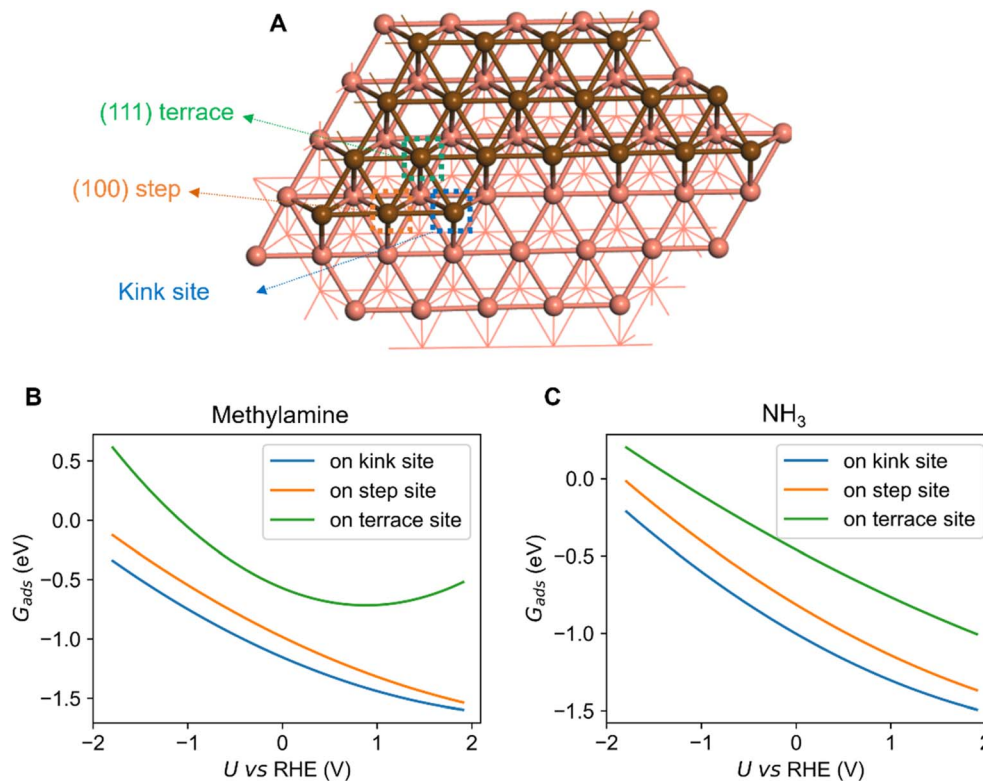 A
(111) terrace
(100) step
Kink site
B
Methylamine
on kink site
on step site
on terrace site
0.5
0.0
−0.5
−1.0
−1.5
G_ads (eV)
−2 −1 0 1 2
U vs RHE (V)
C
NH₃
on kink site
on step site
on terrace site
0.0
−0.5
−1.0
−1.5
G_ads (eV)
−2 −1 0 1 2
U vs RHE (V)